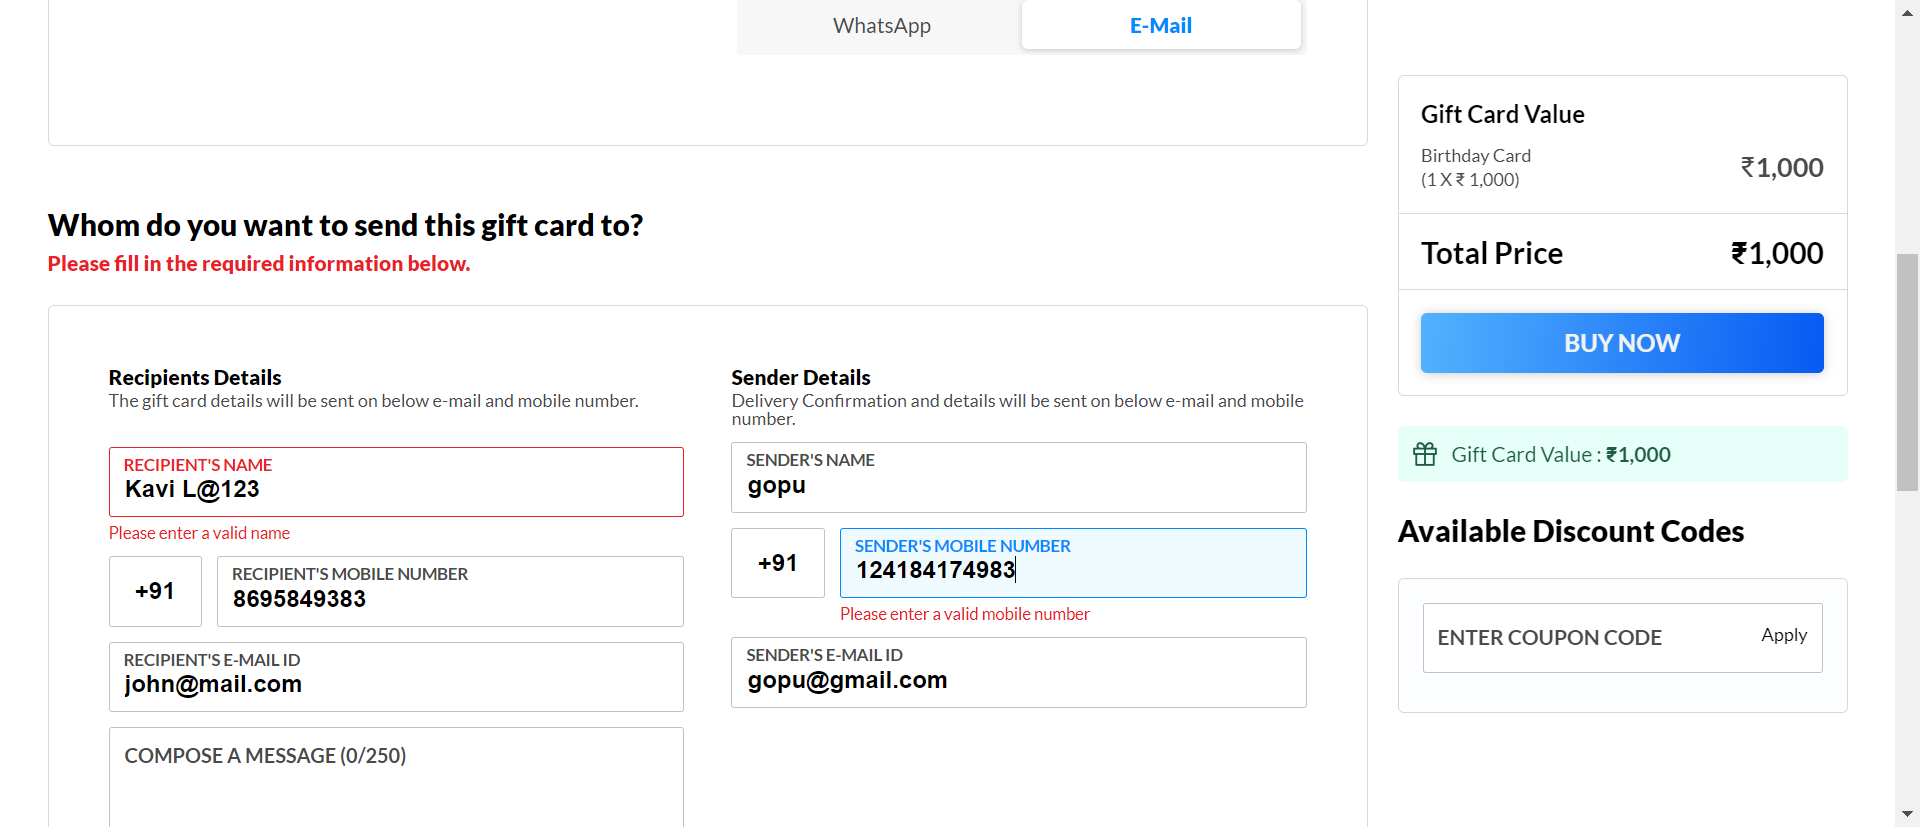 WhatsApp
E-Mail
Whom do you want to send this gift card to?
Please fill in the required information below.
Recipients Details
The gift card details will be sent on below e-mail and mobile number.
RECIPIENT'S NAME
Kavi L@123
Please enter a valid name
+91
RECIPIENT'S MOBILE NUMBER
8695849383
RECIPIENT'S E-MAIL ID
john@mail.com
COMPOSE A MESSAGE (0/250)
Sender Details
Delivery Confirmation and details will be sent on below e-mail and mobile
number.
SENDER'S NAME
gopu
+91
SENDER'S MOBILE NUMBER
124184174983
Please enter a valid mobile number
SENDER'S E-MAIL ID
gopu@gmail.com
Gift Card Value
Birthday Card
(1 X ₹ 1,000)
₹1,000
Total Price
₹1,000
BUY NOW
Gift Card Value : ₹1,000
Available Discount Codes
ENTER COUPON CODE
Apply